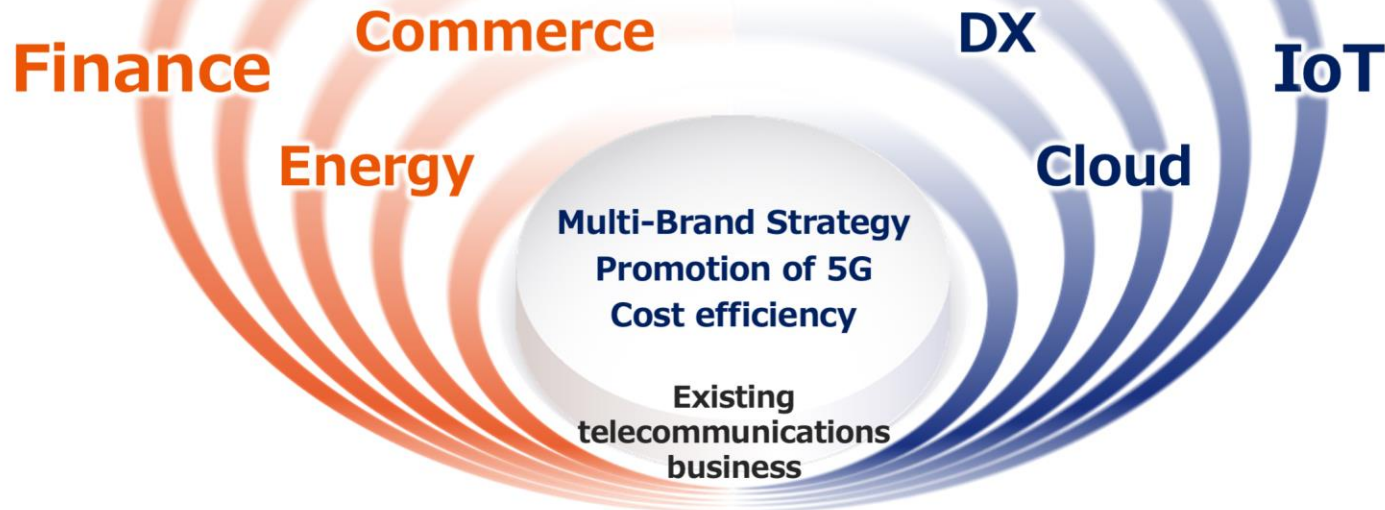 Commerce
DX
Finance
IoT
Energy
Cloud
Multi-Brand Strategy
Promotion of 5G
Cost efficiency
Existing
telecommunications
business